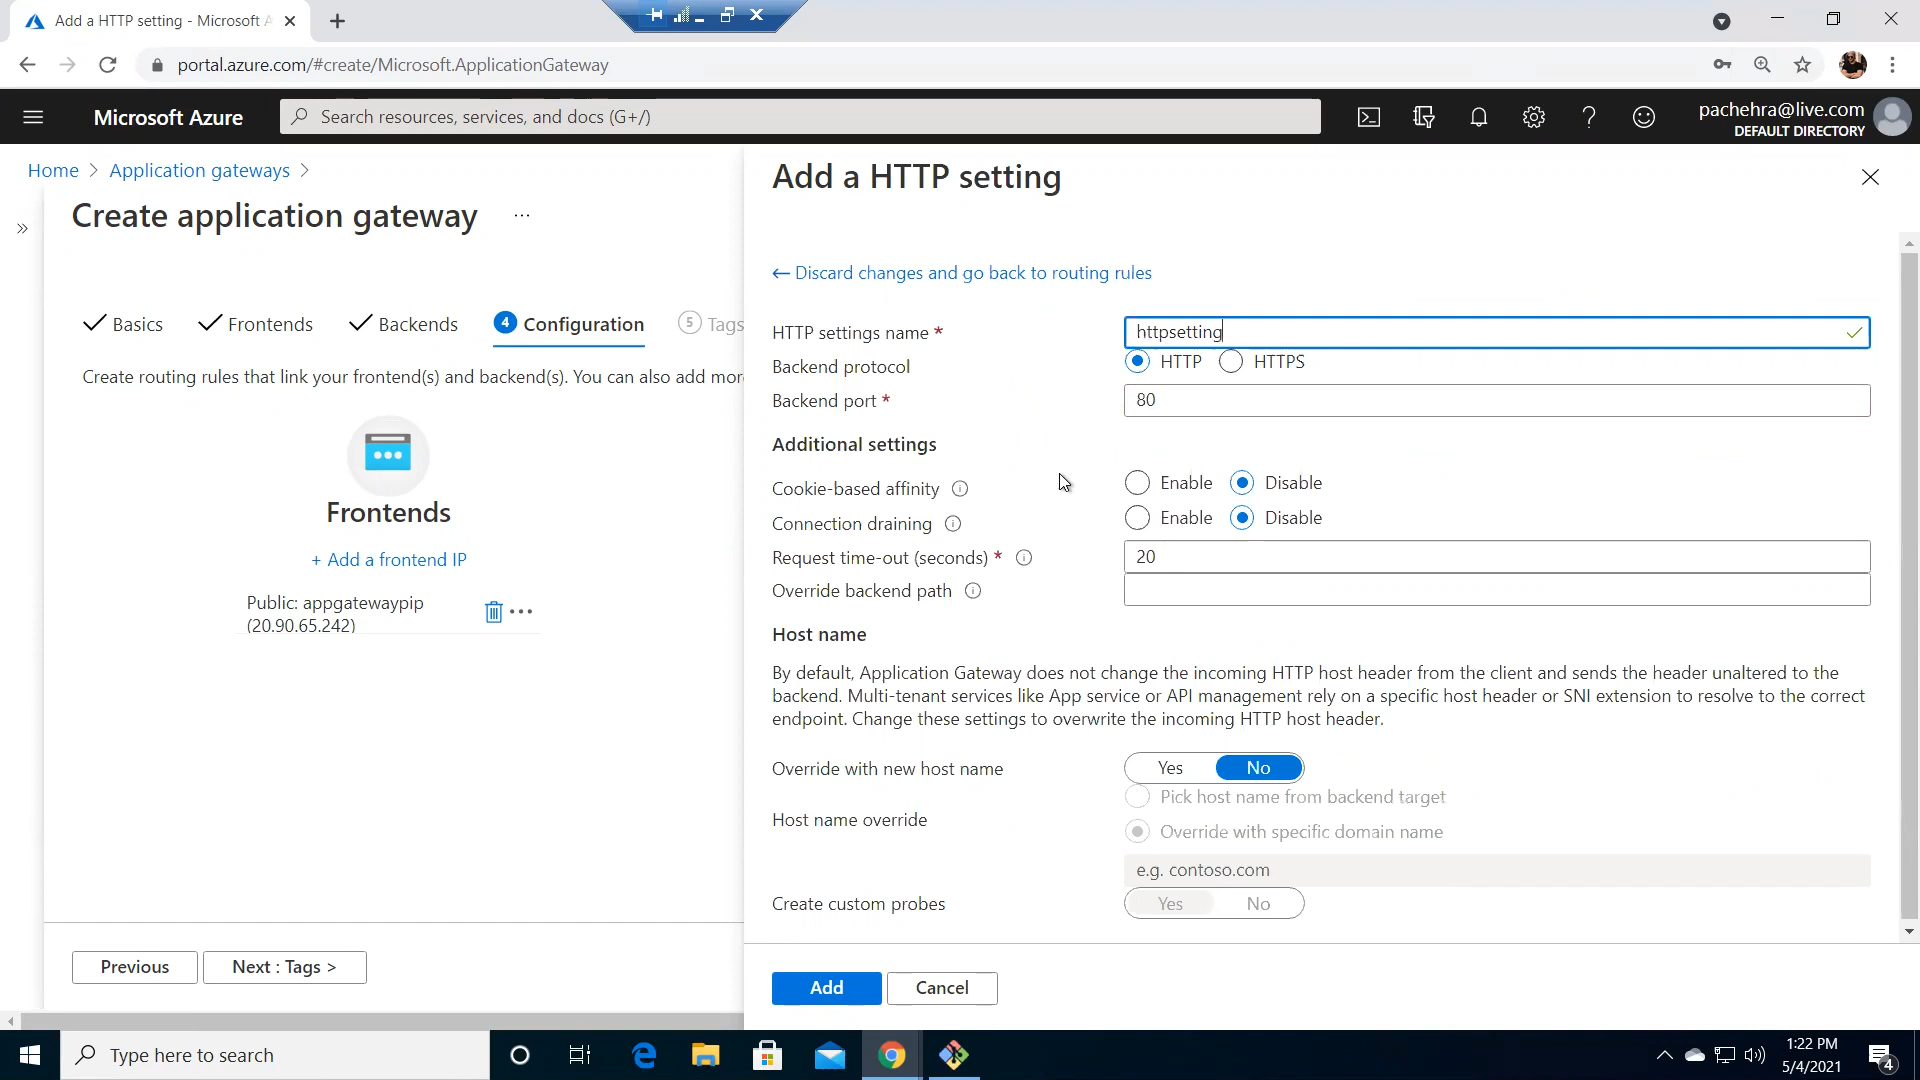 Add a HTTP setting - Microsoft A
portal.azure.com/#create/Microsoft.ApplicationGateway
Microsoft Azure
Search resources, services, and docs (G+/)
pachehra@live.com
DEFAULT DIRECTORY
Home > Application gateways >
Create application gateway ...
Basics Frontends Backends 4 Configuration 5 Tags
Create routing rules that link your frontend(s) and backend(s). You can also add mor
Frontends
+ Add a frontend IP
Public: appgatewaypip
(20.90.65.242)
Previous Next : Tags >
Add a HTTP setting
← Discard changes and go back to routing rules
HTTP settings name * httpsetting
Backend protocol HTTP HTTPS
Backend port * 80
Additional settings
Cookie-based affinity Enable Disable
Connection draining Enable Disable
Request time-out (seconds) * 20
Override backend path
Host name
By default, Application Gateway does not change the incoming HTTP host header from the client and sends the header unaltered to the
backend. Multi-tenant services like App service or API management rely on a specific host header or SNI extension to resolve to the correct
endpoint. Change these settings to overwrite the incoming HTTP host header.
Override with new host name Yes No
Pick host name from backend target
Host name override
Override with specific domain name
e.g. contoso.com
Create custom probes Yes No
Add Cancel
Type here to search
1:22 PM
5/4/2021
4